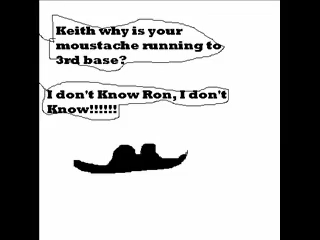 Keith why is your
moustache running to
3rd base?
I don't Know Ron, I don't
Know!!!!!!